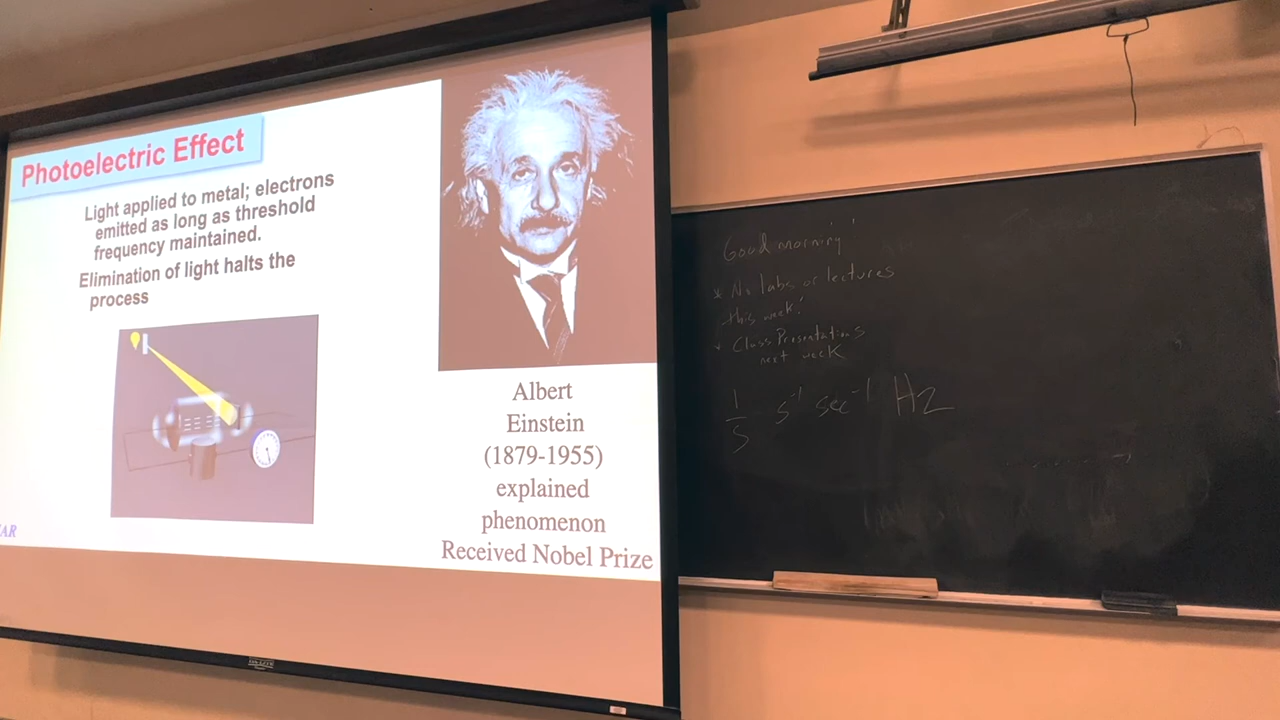 Photoelectric Effect
Light applied to metal; electrons
emitted as long as threshold
frequency maintained.
Elimination of light halts the
process
AR
Albert
Einstein
(1879-1955)
explained
phenomenon
Received Nobel Prize
Good morning!
* No labs or lectures
this week!
* Class Presentations
next week
1/s s⁻¹ sec⁻¹ Hz